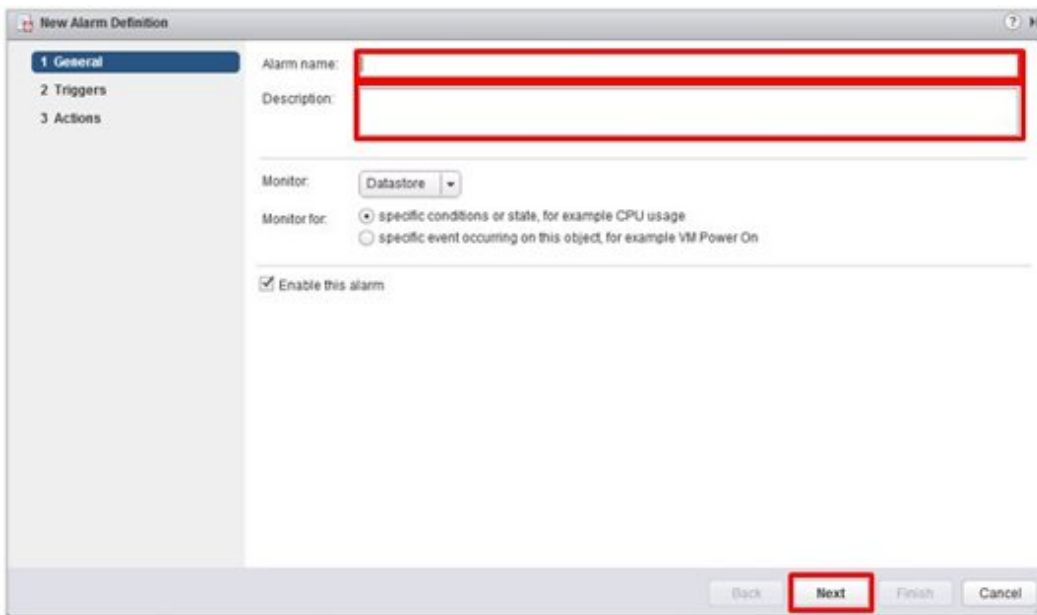 New Alarm Definition
?
1 General
2 Triggers
3 Actions
Alarm name:
Description:
Monitor:
Datastore
Monitor for:
specific conditions or state, for example CPU usage
specific event occurring on this object, for example VM Power On
Enable this alarm
Back
Next
Finish
Cancel